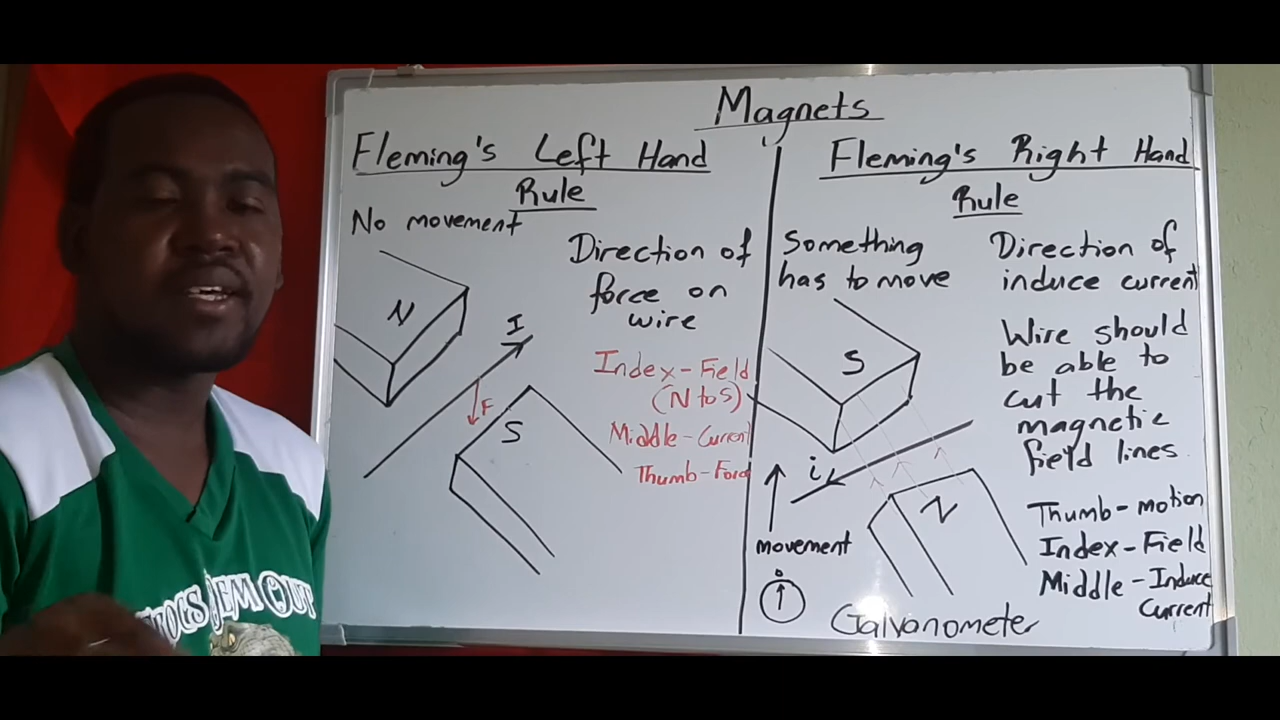 Magnets
Fleming's Left Hand
Rule
No movement
Direction of
force on
wire
N
I
F
S
Index-Field
(N to S)
Middle-Current
Thumb-Force
Fleming's Right Hand
Rule
Something
has to move
Direction of
induce current
S
Wire should
be able to
cut the
magnetic
field lines
i
N
movement
0
Galvanometer
Thumb-motion
Index-Field
Middle-Induce
Current